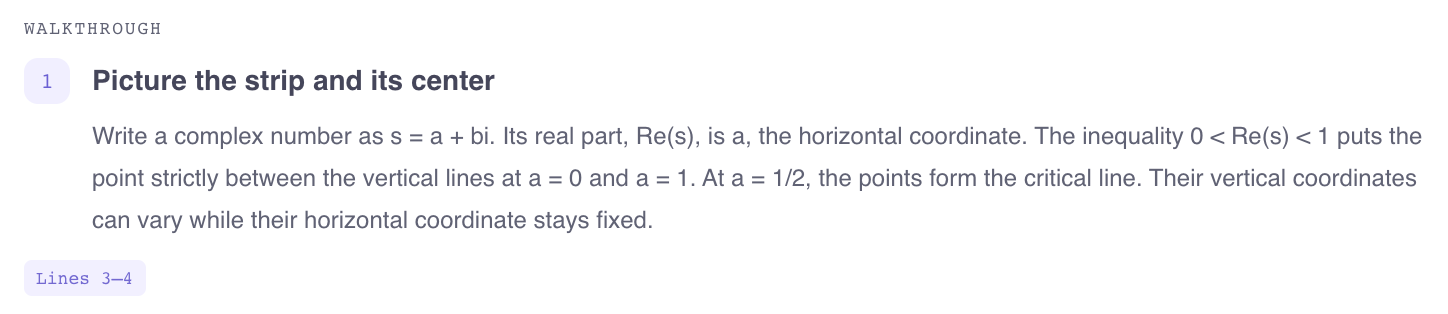 WALKTHROUGH
1
Picture the strip and its center
Write a complex number as s = a + bi. Its real part, Re(s), is a, the horizontal coordinate. The inequality 0 < Re(s) < 1 puts the
point strictly between the vertical lines at a = 0 and a = 1. At a = 1/2, the points form the critical line. Their vertical coordinates
can vary while their horizontal coordinate stays fixed.
Lines 3–4